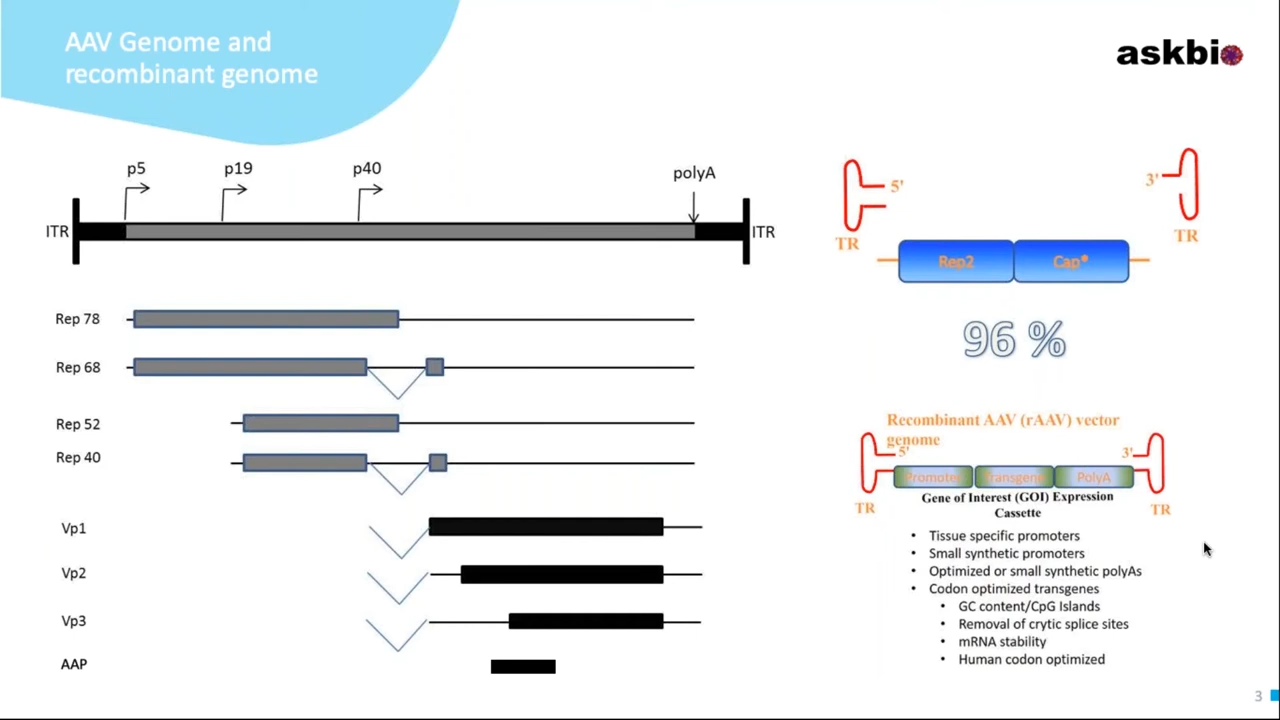 AAV Genome and
recombinant genome
askbio
p5
p19
p40
polyA
ITR
ITR
Rep 78
Rep 68
Rep 52
Rep 40
Vp1
Vp2
Vp3
AAP
5'
3'
TR
TR
Rep2
Cap*
96 %
Recombinant AAV (rAAV) vector
genome
5'
3'
Promoter
Transgene
PolyA
TR
TR
Gene of Interest (GOI) Expression
Cassette
• Tissue specific promoters
• Small synthetic promoters
• Optimized or small synthetic polyAs
• Codon optimized transgenes
• GC content/CpG Islands
• Removal of crytic splice sites
• mRNA stability
• Human codon optimized
3